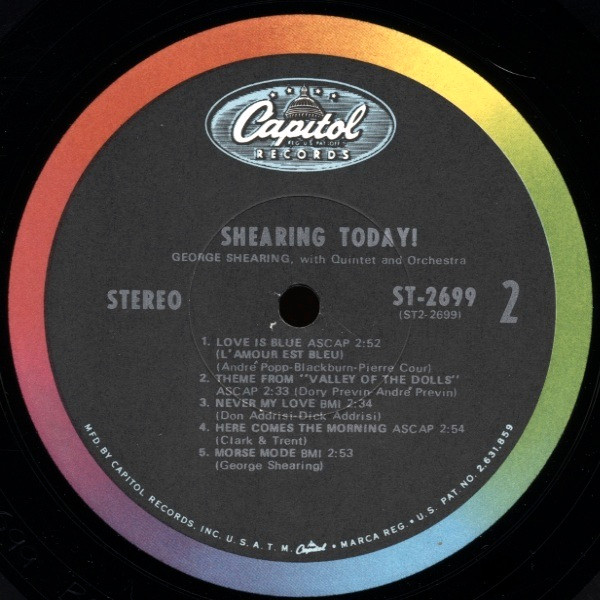 Capitol
REG. U.S. PAT. OFF.
RECORDS
SHEARING TODAY!
GEORGE SHEARING, with Quintet and Orchestra
STEREO
ST-2699
(ST2-2699)
2
1. LOVE IS BLUE ASCAP 2:52
(L'AMOUR EST BLEU)
(André Popp-Blackburn-Pierre Cour)
2. THEME FROM "VALLEY OF THE DOLLS"
ASCAP 2:33 (Dory Previn-André Previn)
3. NEVER MY LOVE BMI 2:34
(Don Addrisi-Dick Addrisi)
4. HERE COMES THE MORNING ASCAP 2:54
(Clark & Trent)
5. MORSE MODE BMI 2:53
(George Shearing)
MFD. BY CAPITOL RECORDS, INC. U.S.A. T.M. Capitol • MARCA REG. • U.S. PAT. NO. 2,631,859